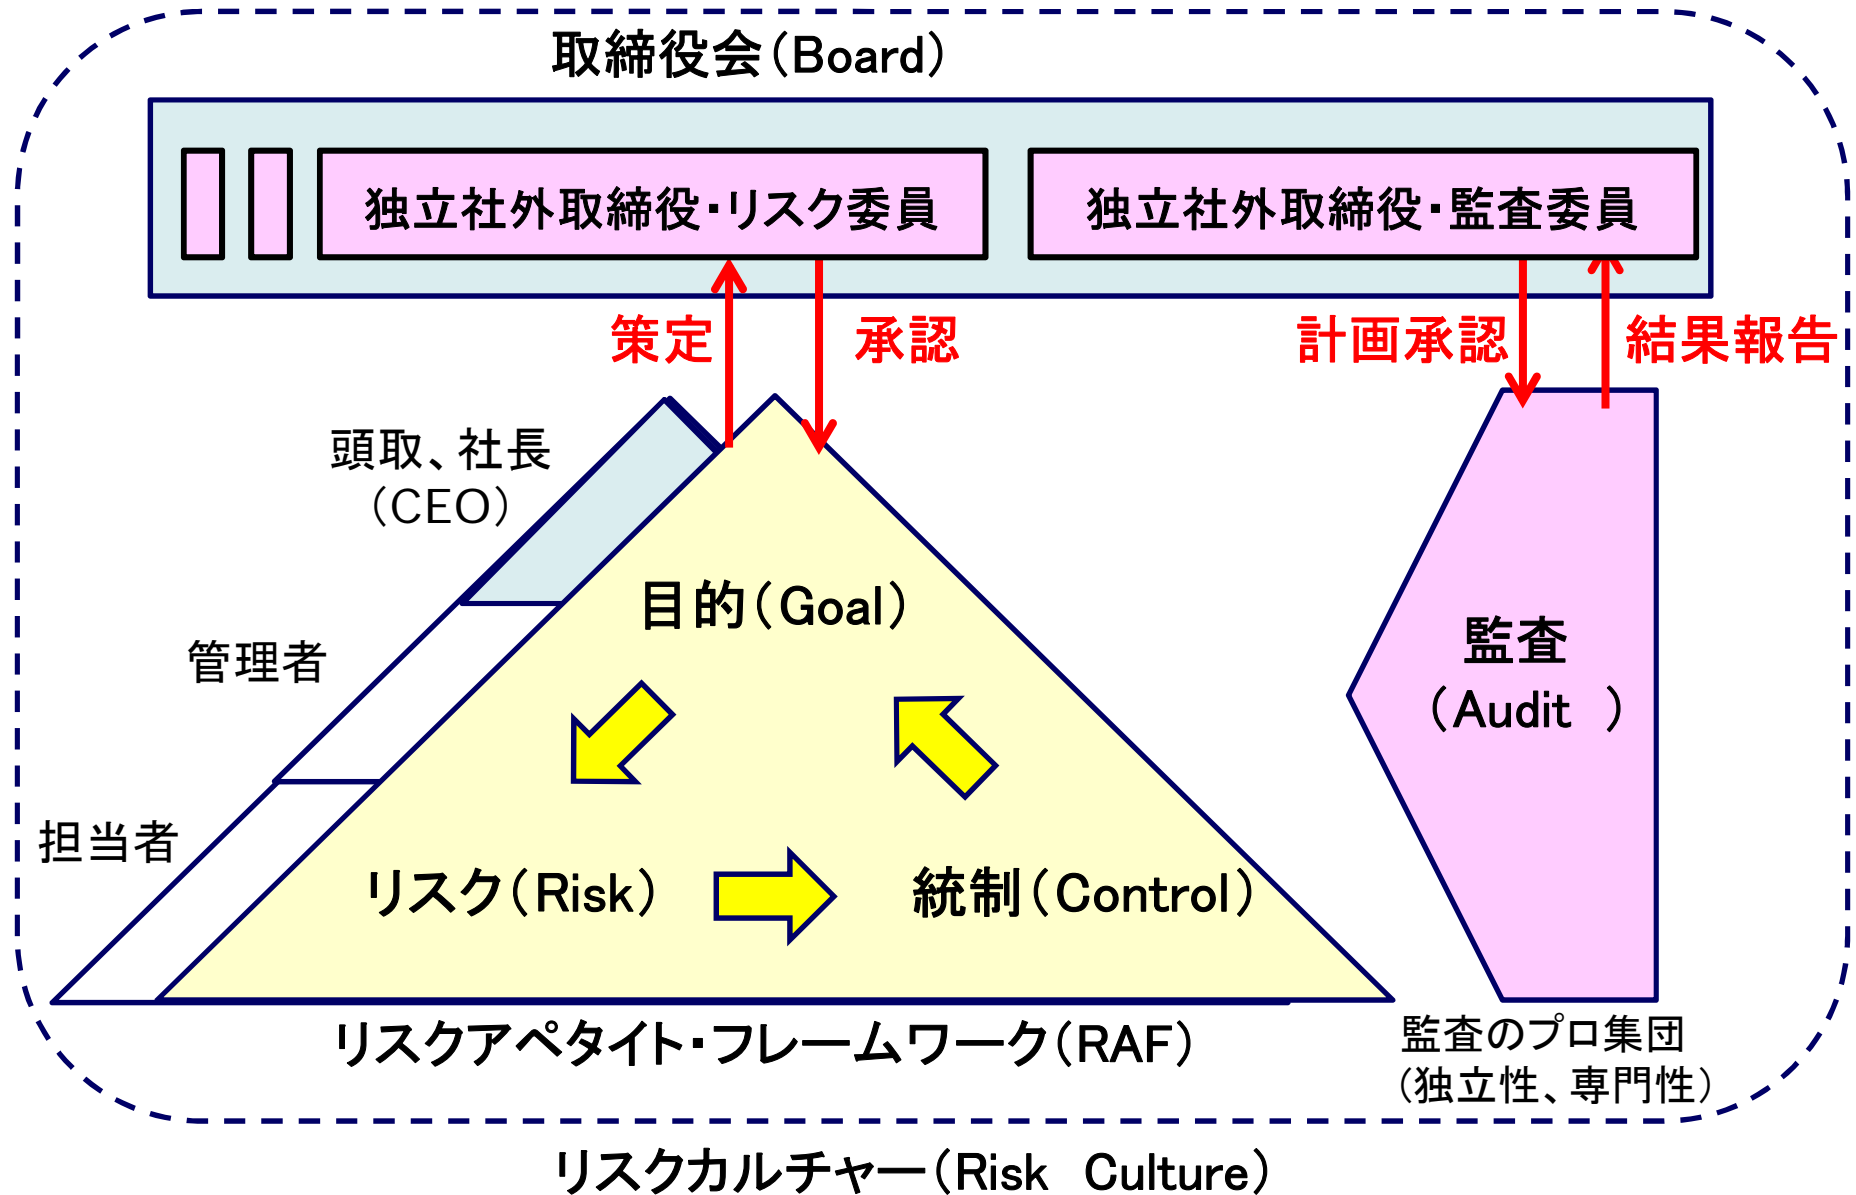 取締役会（Board）
独立社外取締役・リスク委員
独立社外取締役・監査委員
策定
承認
計画承認
結果報告
頭取、社長
（CEO）
目的（Goal）
管理者
監査
（Audit　）
担当者
リスク（Risk）
統制（Control）
リスクアペタイト・フレームワーク（RAF）
監査のプロ集団
（独立性、専門性）
リスクカルチャー（Risk　Culture）